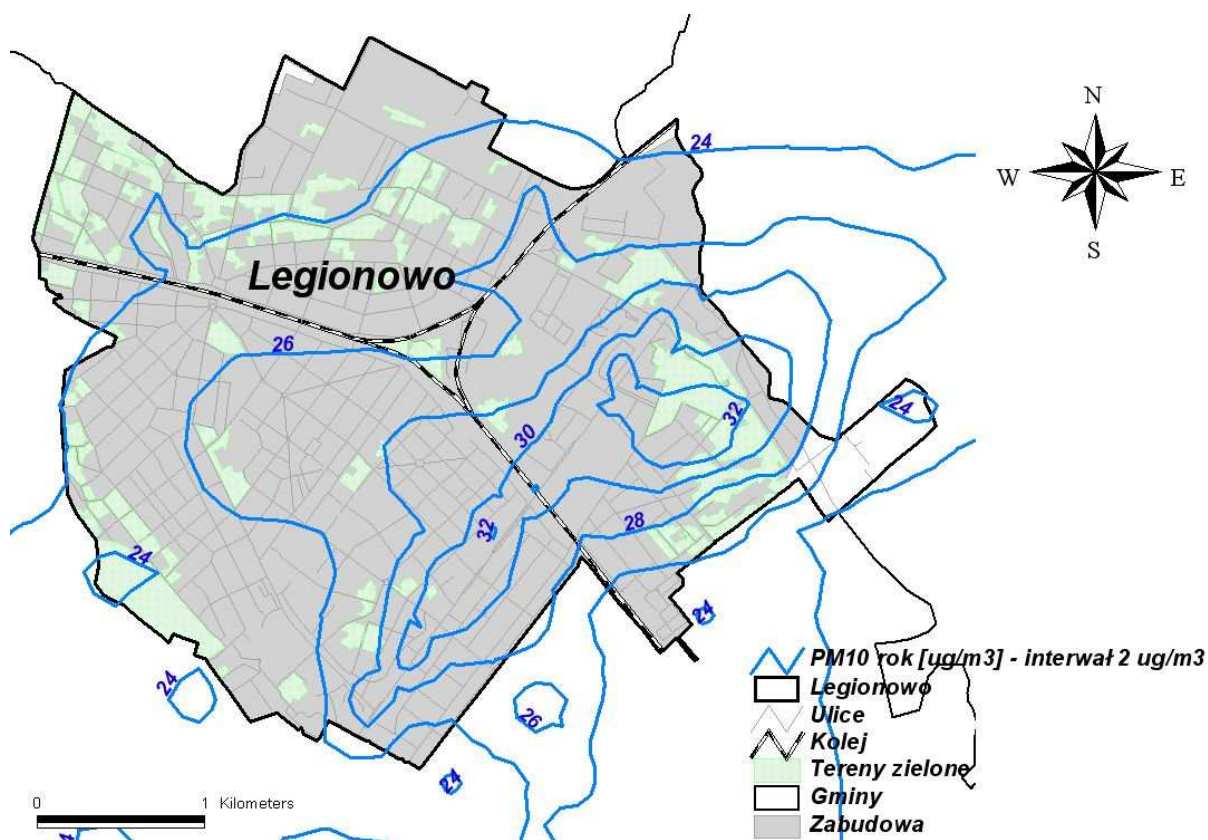 24
N
W E
S
Legionowo
26
32
24
30
32
28
24
24
24
26
24
PM10 rok [ug/m3] - interwał 2 ug/m3
Legionowo
Ulice
Kolej
Tereny zielone
Gminy
Zabudowa
0 1 Kilometers